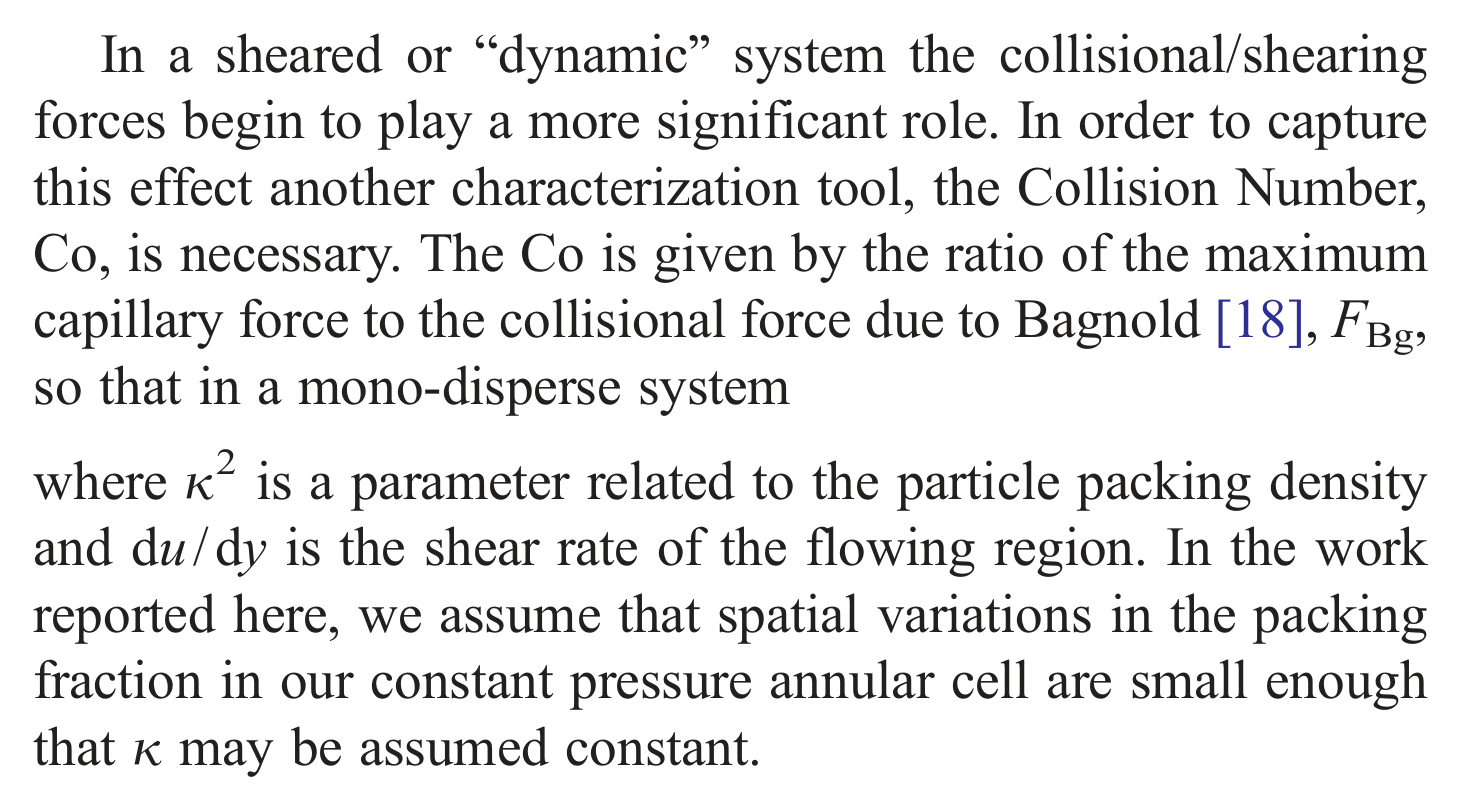 In a sheared or “dynamic” system the collisional/shearing
forces begin to play a more significant role. In order to capture
this effect another characterization tool, the Collision Number,
Co, is necessary. The Co is given by the ratio of the maximum
capillary force to the collisional force due to Bagnold [18], F_Bg,
so that in a mono-disperse system
where κ² is a parameter related to the particle packing density
and du/dy is the shear rate of the flowing region. In the work
reported here, we assume that spatial variations in the packing
fraction in our constant pressure annular cell are small enough
that κ may be assumed constant.